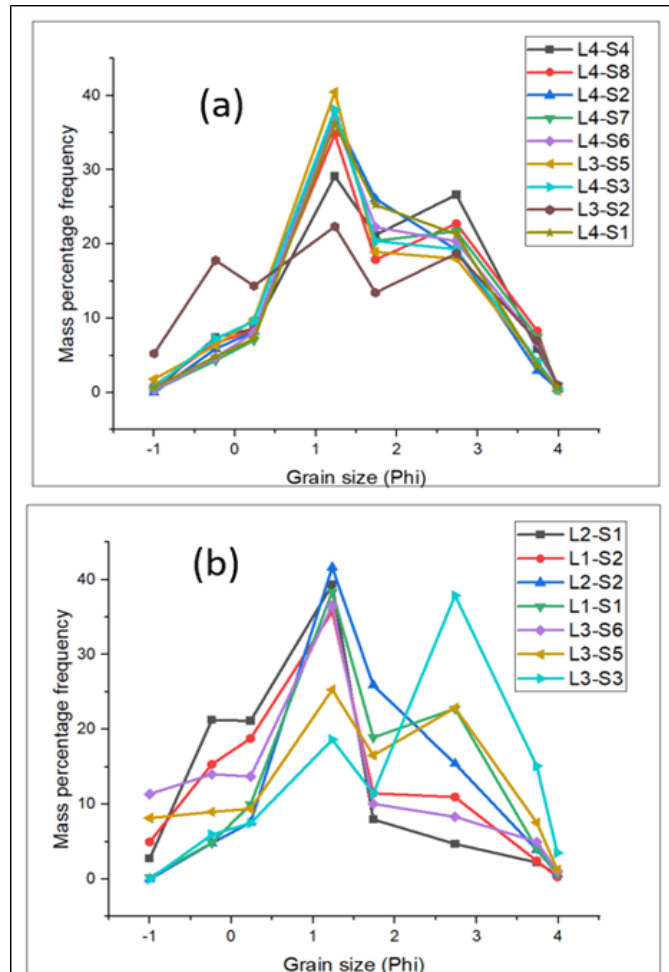 (a)
L4-S4
L4-S8
L4-S2
L4-S7
L4-S6
L3-S5
L4-S3
L3-S2
L4-S1
Mass percentage frequency
40
30
20
10
0
-1 0 1 2 3 4
Grain size (Phi)
(b)
L2-S1
L1-S2
L2-S2
L1-S1
L3-S6
L3-S5
L3-S3
Mass percentage frequency
40
30
20
10
0
-1 0 1 2 3 4
Grain size (Phi)